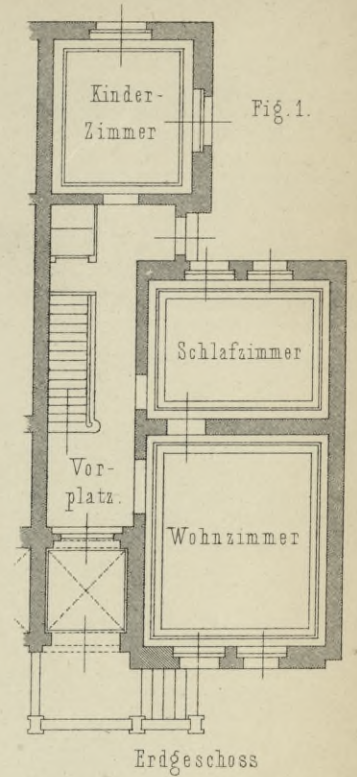 Kinder-
Zimmer
Fig. 1.
Schlafzimmer
Vor-
platz.
Wohnzimmer
Erdgeschoss